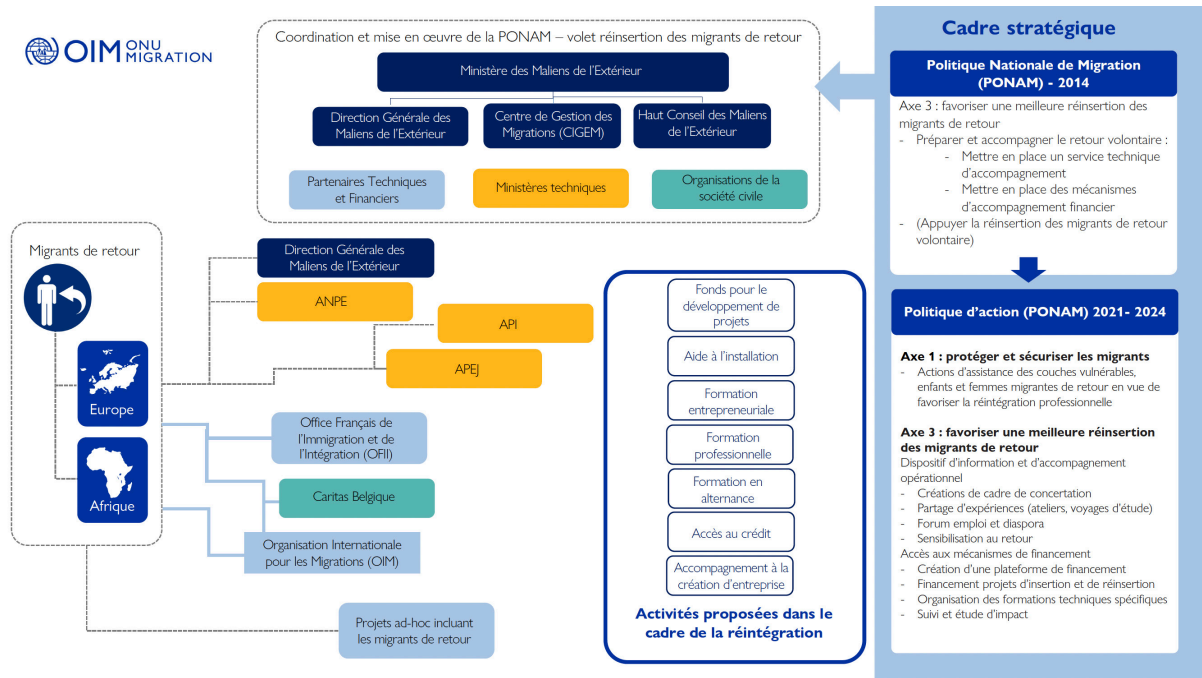 OIM ONU
MIGRATION
Coordination et mise en œuvre de la PONAM – volet réinsertion des migrants de retour
Ministère des Maliens de l'Extérieur
Direction Générale des
Maliens de l'Extérieur
Centre de Gestion des
Migrations (CIGEM)
Haut Conseil des Maliens
de l'Extérieur
Partenaires Techniques
et Financiers
Ministères techniques
Organisations de la
société civile
Migrants de retour
Europe
Afrique
Direction Générale des
Maliens de l'Extérieur
ANPE
API
APEJ
Office Français de
l'Immigration et de
l'Intégration (OFII)
Caritas Belgique
Organisation Internationale
pour les Migrations (OIM)
Projets ad-hoc incluant
les migrants de retour
Fonds pour le
développement de
projets
Aide à l'installation
Formation
entrepreneuriale
Formation
professionnelle
Formation en
alternance
Accès au crédit
Accompagnement à la
création d'entreprise
Activités proposées dans le
cadre de la réintégration
Cadre stratégique
Politique Nationale de Migration
(PONAM) - 2014
Axe 3 : favoriser une meilleure réinsertion des
migrants de retour
- Préparer et accompagner le retour volontaire :
- Mettre en place un service technique
d'accompagnement
- Mettre en place des mécanismes
d'accompagnement financier
- (Appuyer la réinsertion des migrants de retour
volontaire)
Politique d'action (PONAM) 2021- 2024
Axe 1 : protéger et sécuriser les migrants
- Actions d'assistance des couches vulnérables,
enfants et femmes migrantes de retour en vue de
favoriser la réintégration professionnelle
Axe 3 : favoriser une meilleure réinsertion
des migrants de retour
Dispositif d'information et d'accompagnement
opérationnel
- Créations de cadre de concertation
- Partage d'expériences (ateliers, voyages d'étude)
- Forum emploi et diaspora
- Sensibilisation au retour
Accès aux mécanismes de financement
- Création d'une plateforme de financement
- Financement projets d'insertion et de réinsertion
- Organisation des formations techniques spécifiques
- Suivi et étude d'impact